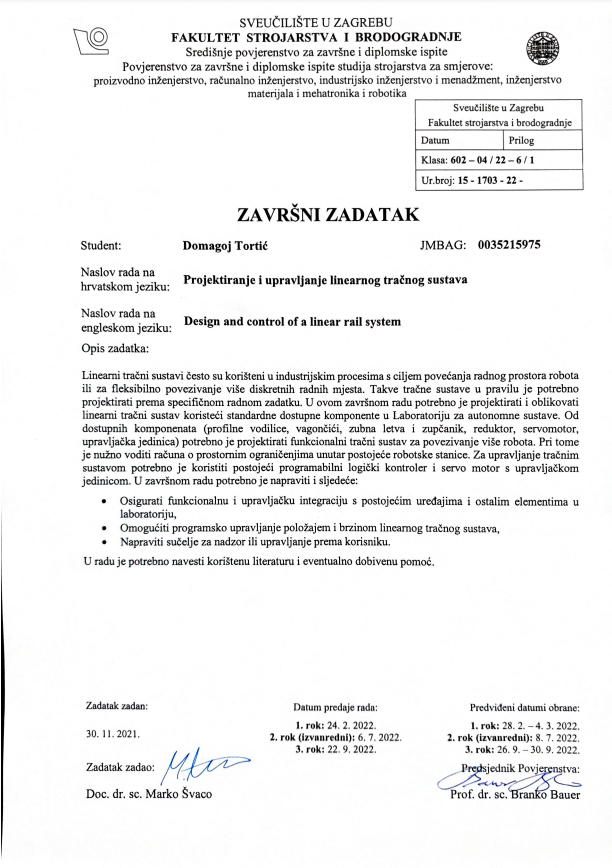 SVEUČILIŠTE U ZAGREBU
FAKULTET STROJARSTVA I BRODOGRADNJE
Središnje povjerenstvo za završne i diplomske ispite
Povjerenstvo za završne i diplomske ispite studija strojarstva za smjerove:
proizvodno inženjerstvo, računalno inženjerstvo, industrijsko inženjerstvo i menadžment, inženjerstvo
materijala i mehatronika i robotika
Sveučilište u Zagrebu
Fakultet strojarstva i brodogradnje
Datum Prilog
Klasa: 602 – 04 / 22 – 6 / 1
Ur.broj: 15 - 1703 - 22 -
ZAVRŠNI ZADATAK
Student: Domagoj Tortić JMBAG: 0035215975
Naslov rada na
hrvatskom jeziku: Projektiranje i upravljanje linearnog tračnog sustava
Naslov rada na
engleskom jeziku: Design and control of a linear rail system
Opis zadatka:
Linearni tračni sustavi često su korišteni u industrijskim procesima s ciljem povećanja radnog prostora robota
ili za fleksibilno povezivanje više diskretnih radnih mjesta. Takve tračne sustave u pravilu je potrebno
projektirati prema specifičnom radnom zadatku. U ovom završnom radu potrebno je projektirati i oblikovati
linearni tračni sustav koristeći standardne dostupne komponente u Laboratoriju za autonomne sustave. Od
dostupnih komponenata (profilne vodilice, vagončići, zubna letva i zupčanik, reduktor, servomotor,
upravljačka jedinica) potrebno je projektirati funkcionalni tračni sustav za povezivanje više robota. Pri tome
je nužno voditi računa o prostornim ograničenjima unutar postojeće robotske stanice. Za upravljanje tračnim
sustavom potrebno je koristiti postojeći programabilni logički kontroler i servo motor s upravljačkom
jedinicom. U završnom radu potrebno je napraviti i sljedeće:
• Osigurati funkcionalnu i upravljačku integraciju s postojećim uređajima i ostalim elementima u
laboratoriju,
• Omogućiti programsko upravljanje položajem i brzinom linearnog tračnog sustava,
• Napraviti sučelje za nadzor ili upravljanje prema korisniku.
U radu je potrebno navesti korištenu literaturu i eventualno dobivenu pomoć.
Zadatak zadan: Datum predaje rada: Predviđeni datumi obrane:
30. 11. 2021.
1. rok: 24. 2. 2022.
2. rok (izvanredni): 6. 7. 2022.
3. rok: 22. 9. 2022.
1. rok: 28. 2. – 4. 3. 2022.
2. rok (izvanredni): 8. 7. 2022.
3. rok: 26. 9. – 30. 9. 2022.
Zadatak zadao: Predsjednik Povjerenstva:
Doc. dr. sc. Marko Švaco Prof. dr. sc. Branko Bauer